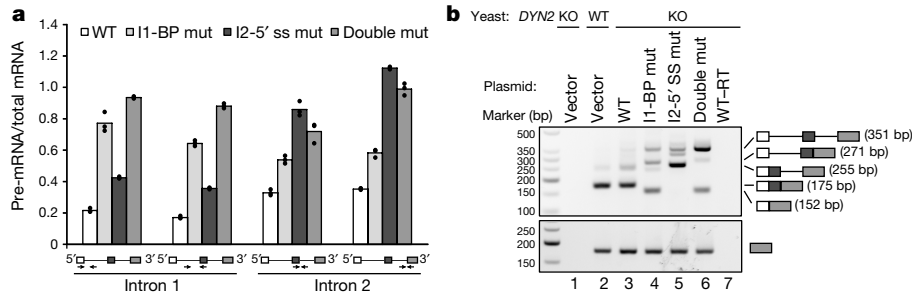 a
1.4
1.2
1.0
0.8
0.6
0.4
0.2
0
Pre-mRNA/total mRNA
WT I1-BP mut I2-5′ ss mut Double mut
5′ 3′ 5′ 3′ 5′ 3′ 5′ 3′
Intron 1 Intron 2
b
Yeast: DYN2 KO WT KO
Plasmid:
Vector
Vector
WT
I1-BP mut
I2-5′ SS mut
Double mut
WT–RT
Marker (bp)
500
350
300
250
200
150
100
(351 bp)
(271 bp)
(255 bp)
(175 bp)
(152 bp)
250
200
150
1 2 3 4 5 6 7